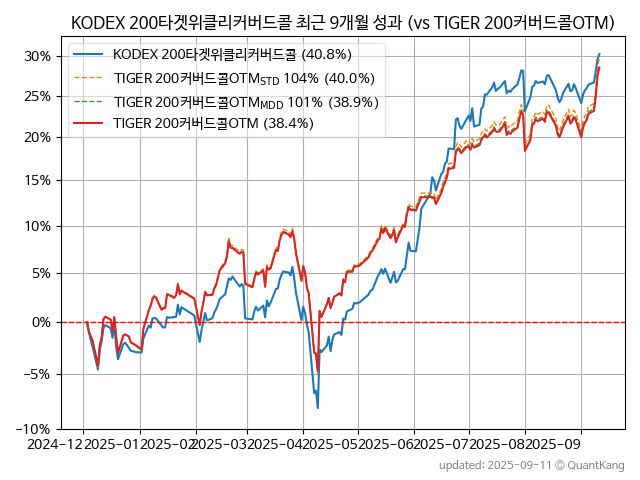 KODEX 200타겟위클리커버드콜 최근 9개월 성과 (vs TIGER 200커버드콜OTM)
KODEX 200타겟위클리커버드콜 (40.8%)
TIGER 200커버드콜OTMSTD 104% (40.0%)
TIGER 200커버드콜OTMMDD 101% (38.9%)
TIGER 200커버드콜OTM (38.4%)
30%
25%
20%
15%
10%
5%
0%
−5%
−10%
2024-12 2025-01 2025-02 2025-03 2025-04 2025-05 2025-06 2025-07 2025-08 2025-09
updated: 2025-09-11 © QuantKang